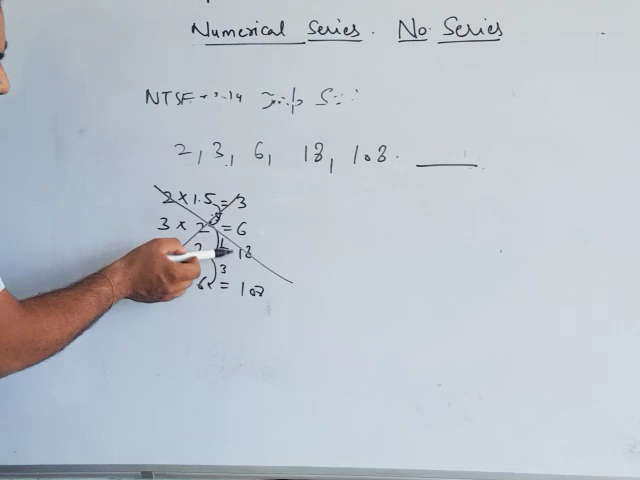 Numerical Series. No. Series
NTSE
2, 3, 6, 18, 108.
2 × 1.5 = 3
3 × 2 = 6
= 18
3
6 = 108